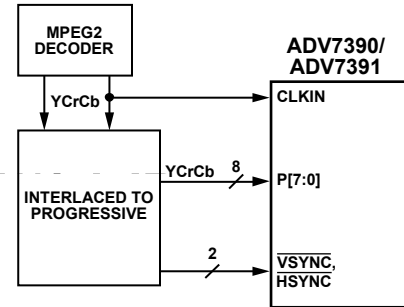 MPEG2
DECODER
ADV7390/
ADV7391
YCrCb
CLKIN
INTERLACED TO
PROGRESSIVE
YCrCb
8
P[7:0]
2
VSYNC,
HSYNC